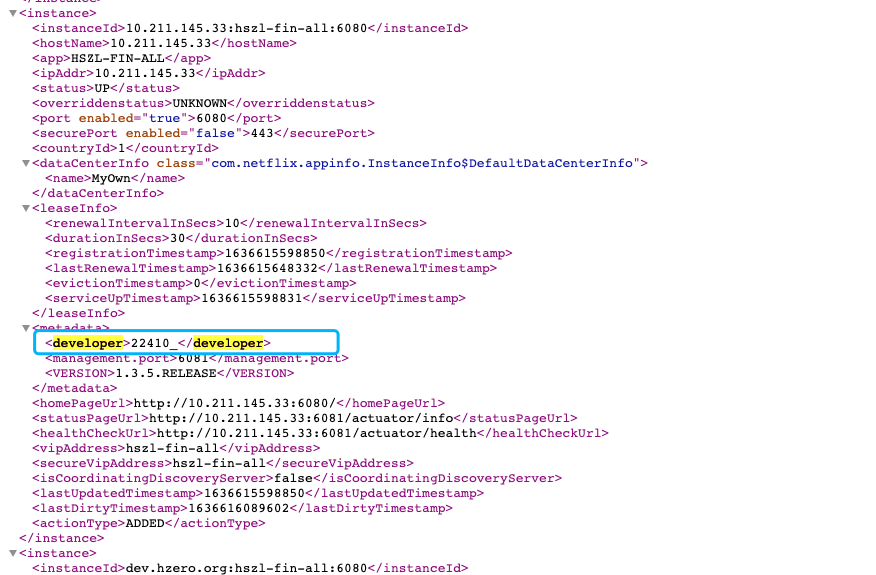 </instance>
<instance>
<instanceId>10.211.145.33:hszl-fin-all:6080</instanceId>
<hostName>10.211.145.33</hostName>
<app>HSZL-FIN-ALL</app>
<ipAddr>10.211.145.33</ipAddr>
<status>UP</status>
<overriddenstatus>UNKNOWN</overriddenstatus>
<port enabled="true">6080</port>
<securePort enabled="false">443</securePort>
<countryId>1</countryId>
<dataCenterInfo class="com.netflix.appinfo.InstanceInfo$DefaultDataCenterInfo">
<name>MyOwn</name>
</dataCenterInfo>
<leaseInfo>
<renewalIntervalInSecs>10</renewalIntervalInSecs>
<durationInSecs>30</durationInSecs>
<registrationTimestamp>1636615598850</registrationTimestamp>
<lastRenewalTimestamp>1636615648332</lastRenewalTimestamp>
<evictionTimestamp>0</evictionTimestamp>
<serviceUpTimestamp>1636615598831</serviceUpTimestamp>
</leaseInfo>
<metadata>
<developer>22410_</developer>
<management.port>6081</management.port>
<VERSION>1.3.5.RELEASE</VERSION>
</metadata>
<homePageUrl>http://10.211.145.33:6080/</homePageUrl>
<statusPageUrl>http://10.211.145.33:6081/actuator/info</statusPageUrl>
<healthCheckUrl>http://10.211.145.33:6081/actuator/health</healthCheckUrl>
<vipAddress>hszl-fin-all</vipAddress>
<secureVipAddress>hszl-fin-all</secureVipAddress>
<isCoordinatingDiscoveryServer>false</isCoordinatingDiscoveryServer>
<lastUpdatedTimestamp>1636615598850</lastUpdatedTimestamp>
<lastDirtyTimestamp>1636616089602</lastDirtyTimestamp>
<actionType>ADDED</actionType>
</instance>
<instance>
<instanceId>dev.hzero.org:hszl-fin-all:6080</instanceId>